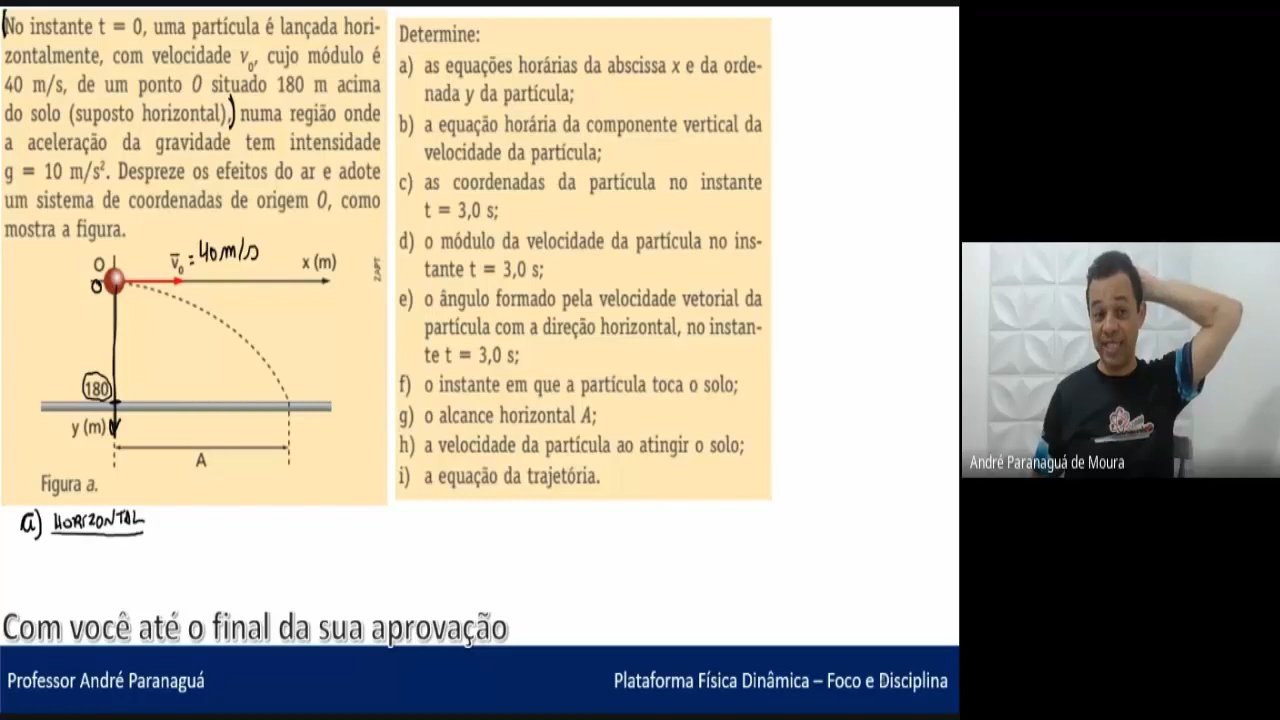 No instante t = 0, uma partícula é lançada hori-
zontalmente, com velocidade v₀, cujo módulo é
40 m/s, de um ponto O situado 180 m acima
do solo (suposto horizontal), numa região onde
a aceleração da gravidade tem intensidade
g = 10 m/s². Despreze os efeitos do ar e adote
um sistema de coordenadas de origem O, como
mostra a figura.
O
v₀ = 40 m/s
x (m)
ZAPT
0
180
y (m)
A
Figura a.
a) HORIZONTAL
Determine:
a) as equações horárias da abscissa x e da orde-
nada y da partícula;
b) a equação horária da componente vertical da
velocidade da partícula;
c) as coordenadas da partícula no instante
t = 3,0 s;
d) o módulo da velocidade da partícula no ins-
tante t = 3,0 s;
e) o ângulo formado pela velocidade vetorial da
partícula com a direção horizontal, no instan-
te t = 3,0 s;
f) o instante em que a partícula toca o solo;
g) o alcance horizontal A;
h) a velocidade da partícula ao atingir o solo;
i) a equação da trajetória.
André Paranaguá de Moura
Com você até o final da sua aprovação
Professor André Paranaguá
Plataforma Física Dinâmica – Foco e Disciplina